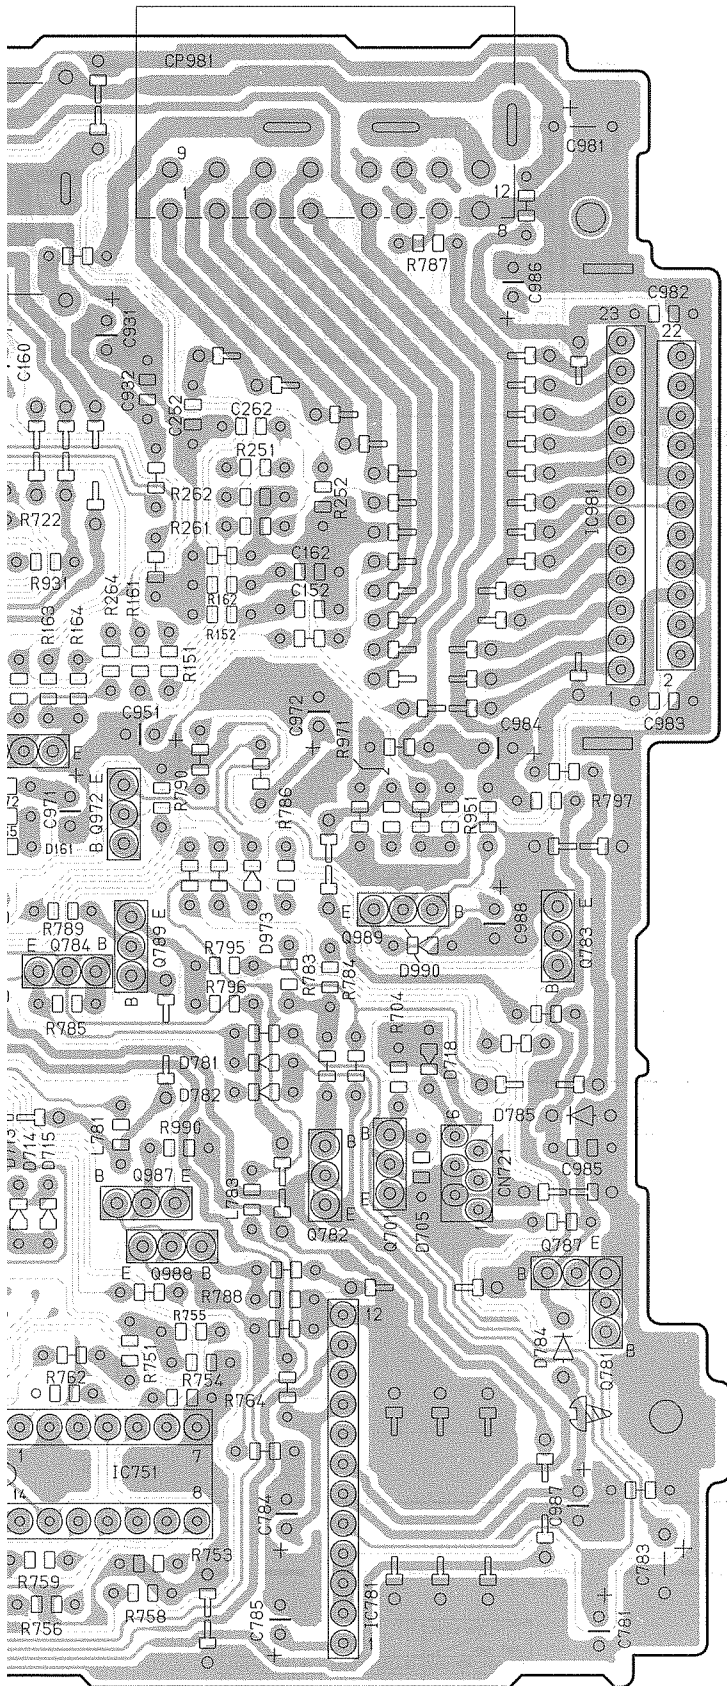 CP981
9
+
C981
1
12
8
R787
C986
+
C931
+
C982
23
22
C160
C932
C252
C262
R251
R262
R252
R261
IC981
R722
R931
C162
R162
C152
R152
R163
R164
R264
R161
R151
1
2
C983
C951
+
C972
+
R971
C984
+
E
C971
+
Q972
E
B
R790
R786
R951
R797
D161
R789
E
Q784
B
Q789
E
B
R785
D973
R795
R796
R783
R784
E
Q989
B
D990
C988
+
Q783
E
B
R704
D718
D781
D782
D785
C985
D713
D714
D715
L781
R990
B
Q987
E
L783
B
E
Q782
B
E
Q701
D705
6
CN721
1
E
Q988
B
R788
Q787
B
E
Q781
B
D784
12
R755
R751
R754
R762
R764
1
7
IC751
14
8
C784
+
C987
+
C783
+
R753
R759
R758
R756
C785
+
1
IC781
C781
+